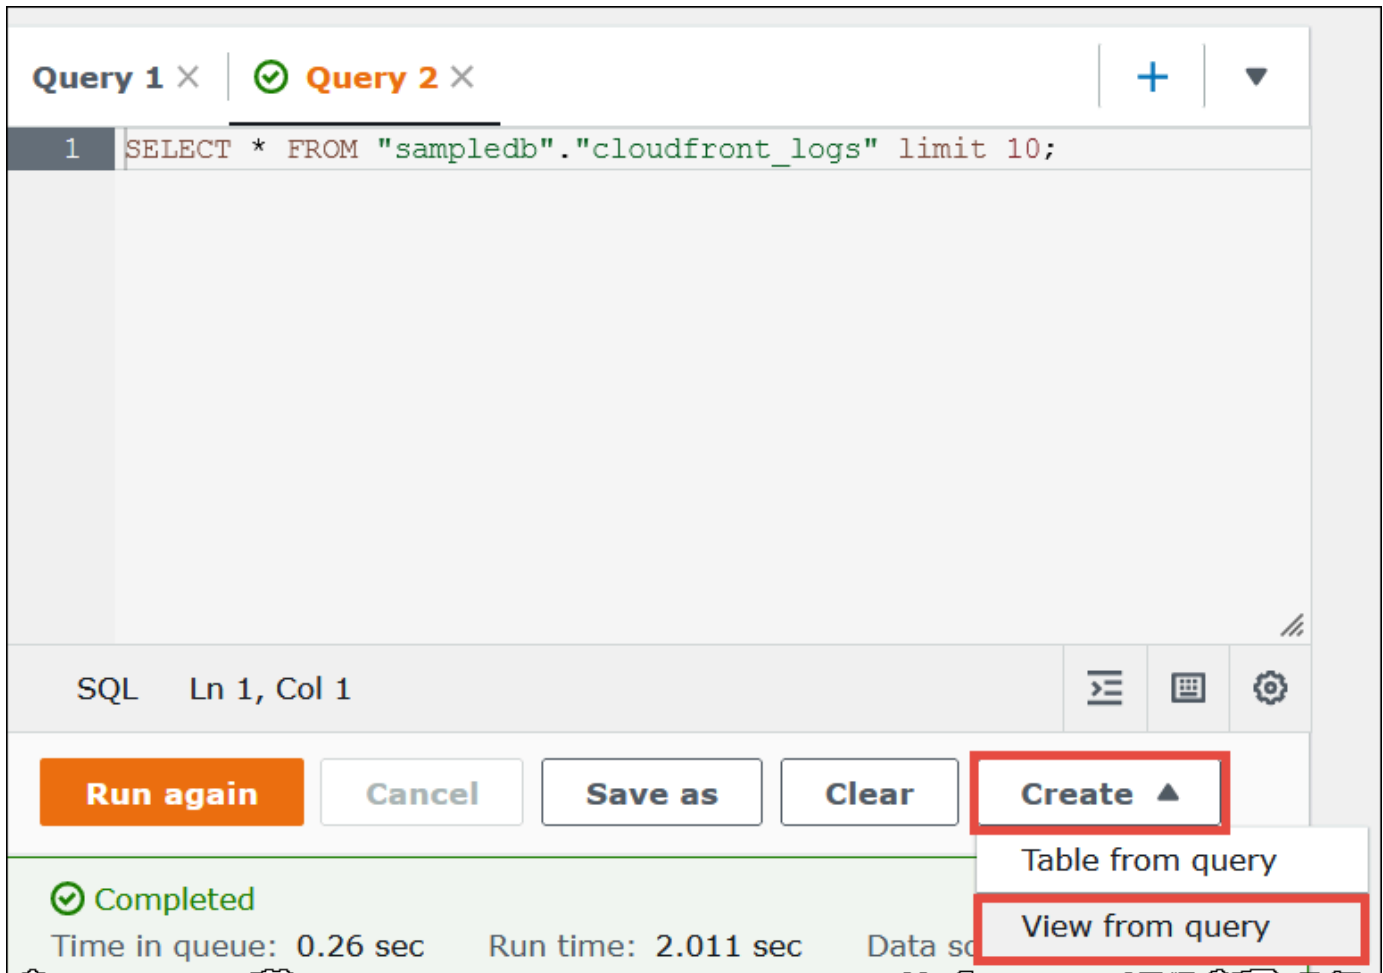 Query 1 Query 2
1 SELECT * FROM "sampledb"."cloudfront_logs" limit 10;
SQL Ln 1, Col 1
Run again Cancel Save as Clear Create
Table from query
View from query
Completed
Time in queue: 0.26 sec Run time: 2.011 sec Data